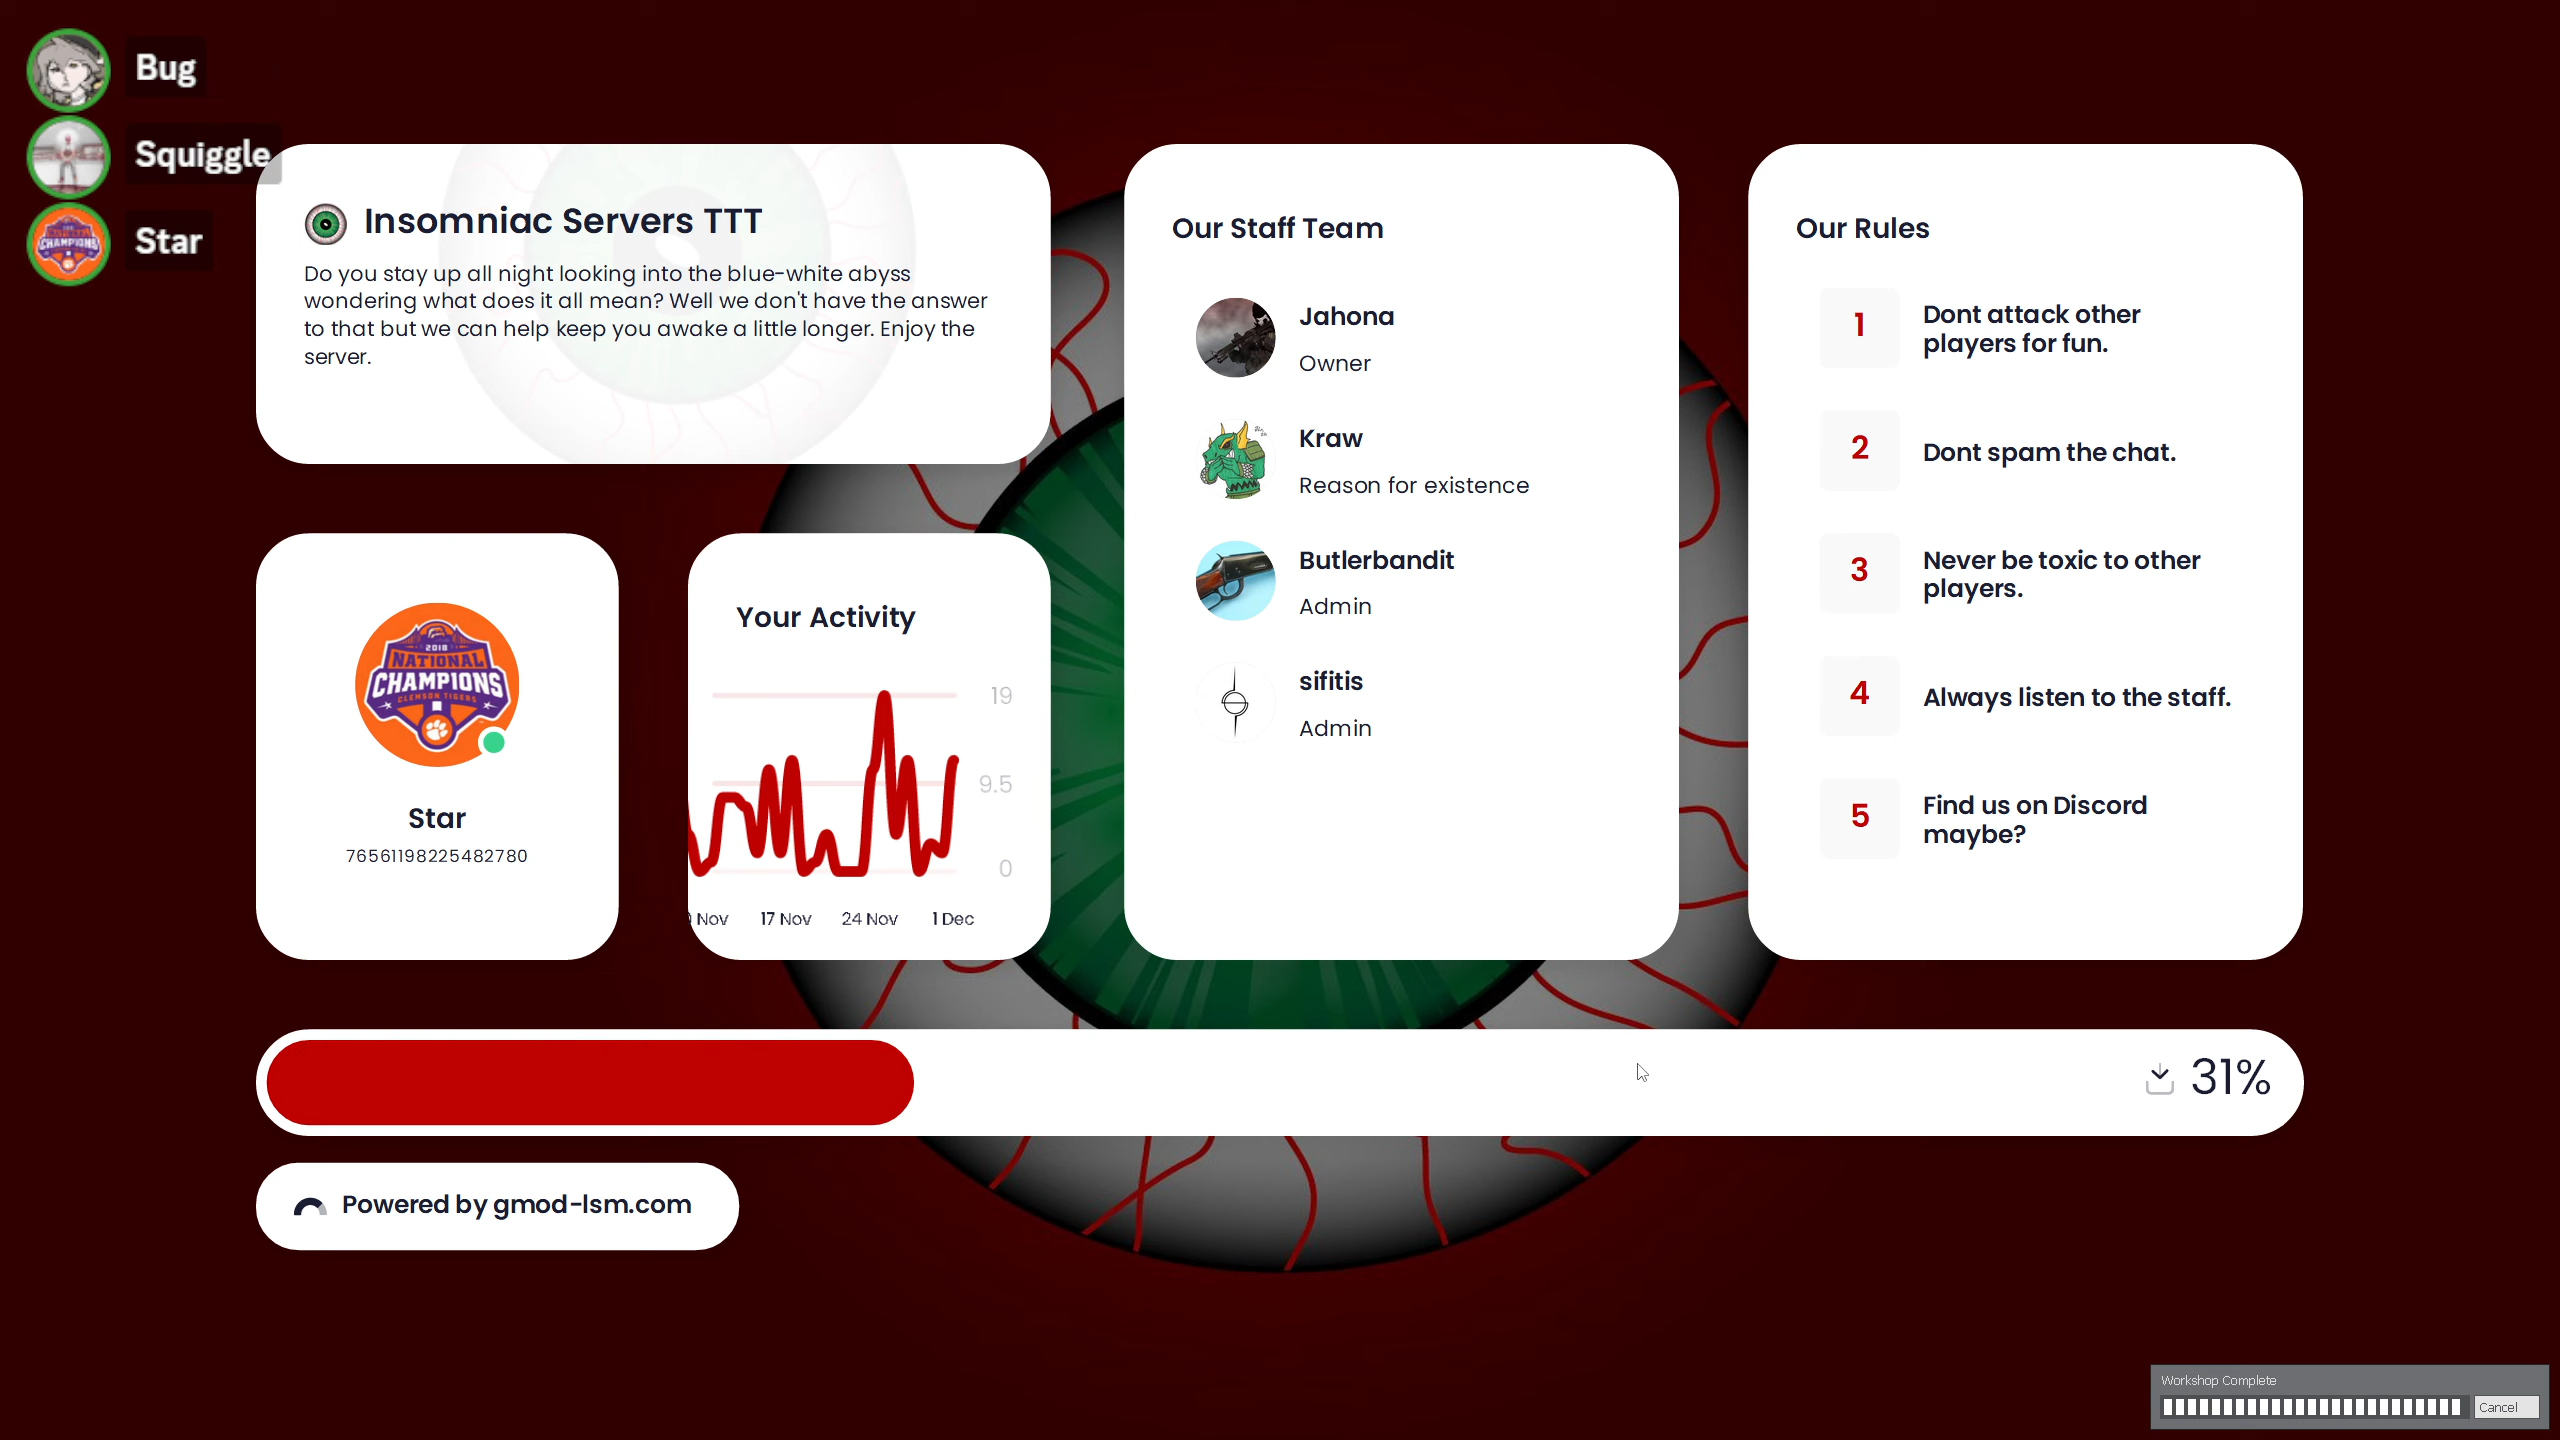 Bug
Squiggle
Star
Insomniac Servers TTT
Do you stay up all night looking into the blue-white abyss
wondering what does it all mean? Well we don't have the answer
to that but we can help keep you awake a little longer. Enjoy the
server.
2018
NATIONAL
CHAMPIONS
CLEMSON TIGERS
Star
76561198225482780
Your Activity
19
9.5
0
Nov
17 Nov
24 Nov
1 Dec
Our Staff Team
Jahona
Owner
Kraw
Reason for existence
Butlerbandit
Admin
sifitis
Admin
Our Rules
1
Dont attack other
players for fun.
2
Dont spam the chat.
3
Never be toxic to other
players.
4
Always listen to the staff.
5
Find us on Discord
maybe?
31%
Powered by gmod-lsm.com
Workshop Complete
Cancel